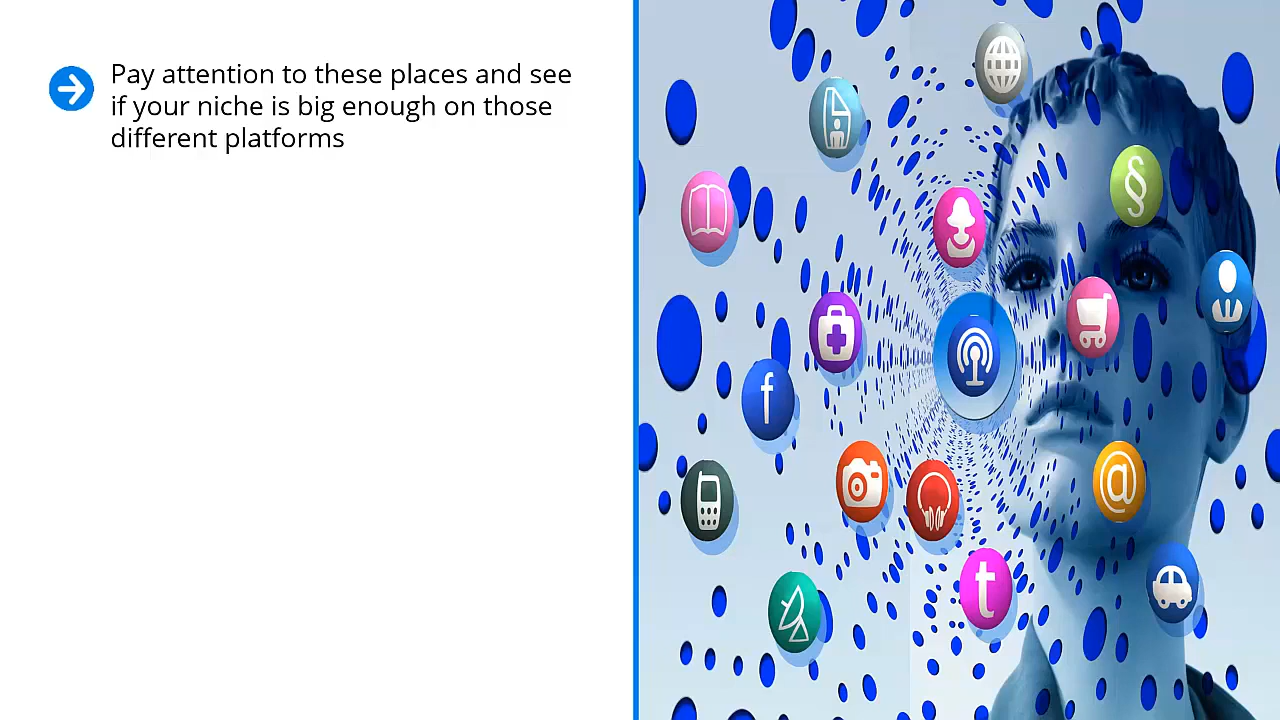 Pay attention to these places and see
if your niche is big enough on those
different platforms
f
§
@
t